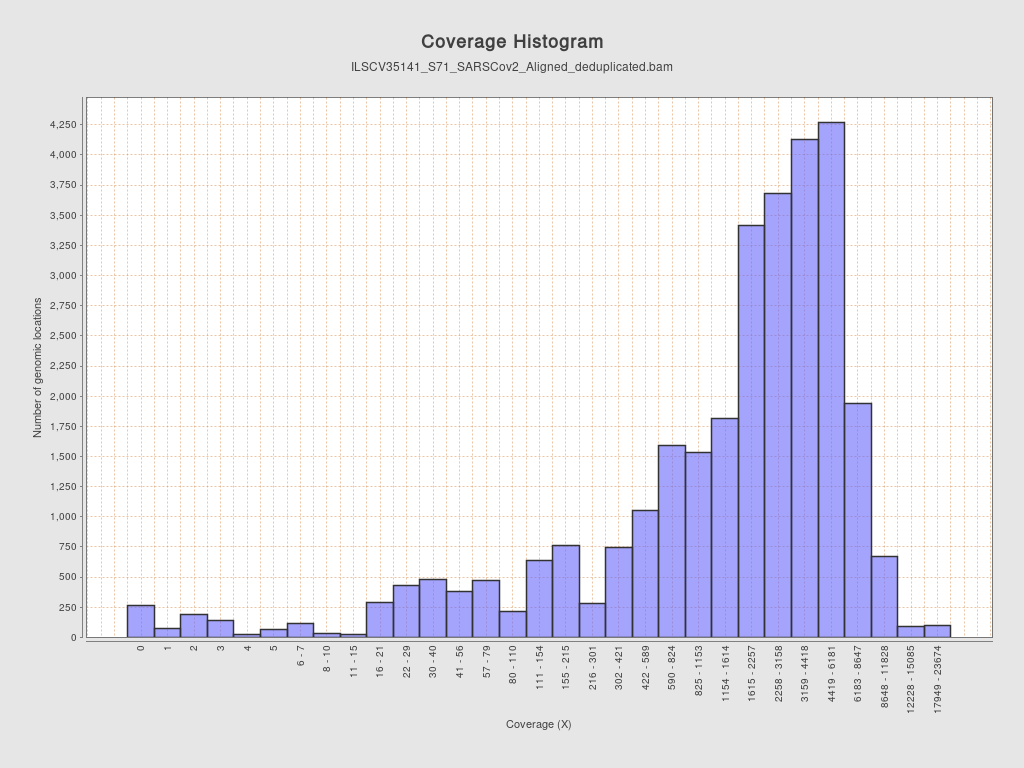 Coverage Histogram
ILSCV35141_S71_SARSCov2_Aligned_deduplicated.bam
Number of genomic locations
4,250
4,000
3,750
3,500
3,250
3,000
2,750
2,500
2,250
2,000
1,750
1,500
1,250
1,000
750
500
250
0
0
1
2
3
4
5
6 - 7
8 - 10
11 - 15
16 - 21
22 - 29
30 - 40
41 - 56
57 - 79
80 - 110
111 - 154
155 - 215
216 - 301
302 - 421
422 - 589
590 - 824
825 - 1153
1154 - 1614
1615 - 2257
2258 - 3158
3159 - 4418
4419 - 6181
6183 - 8647
8648 - 11828
12228 - 15085
17949 - 23674
Coverage (X)